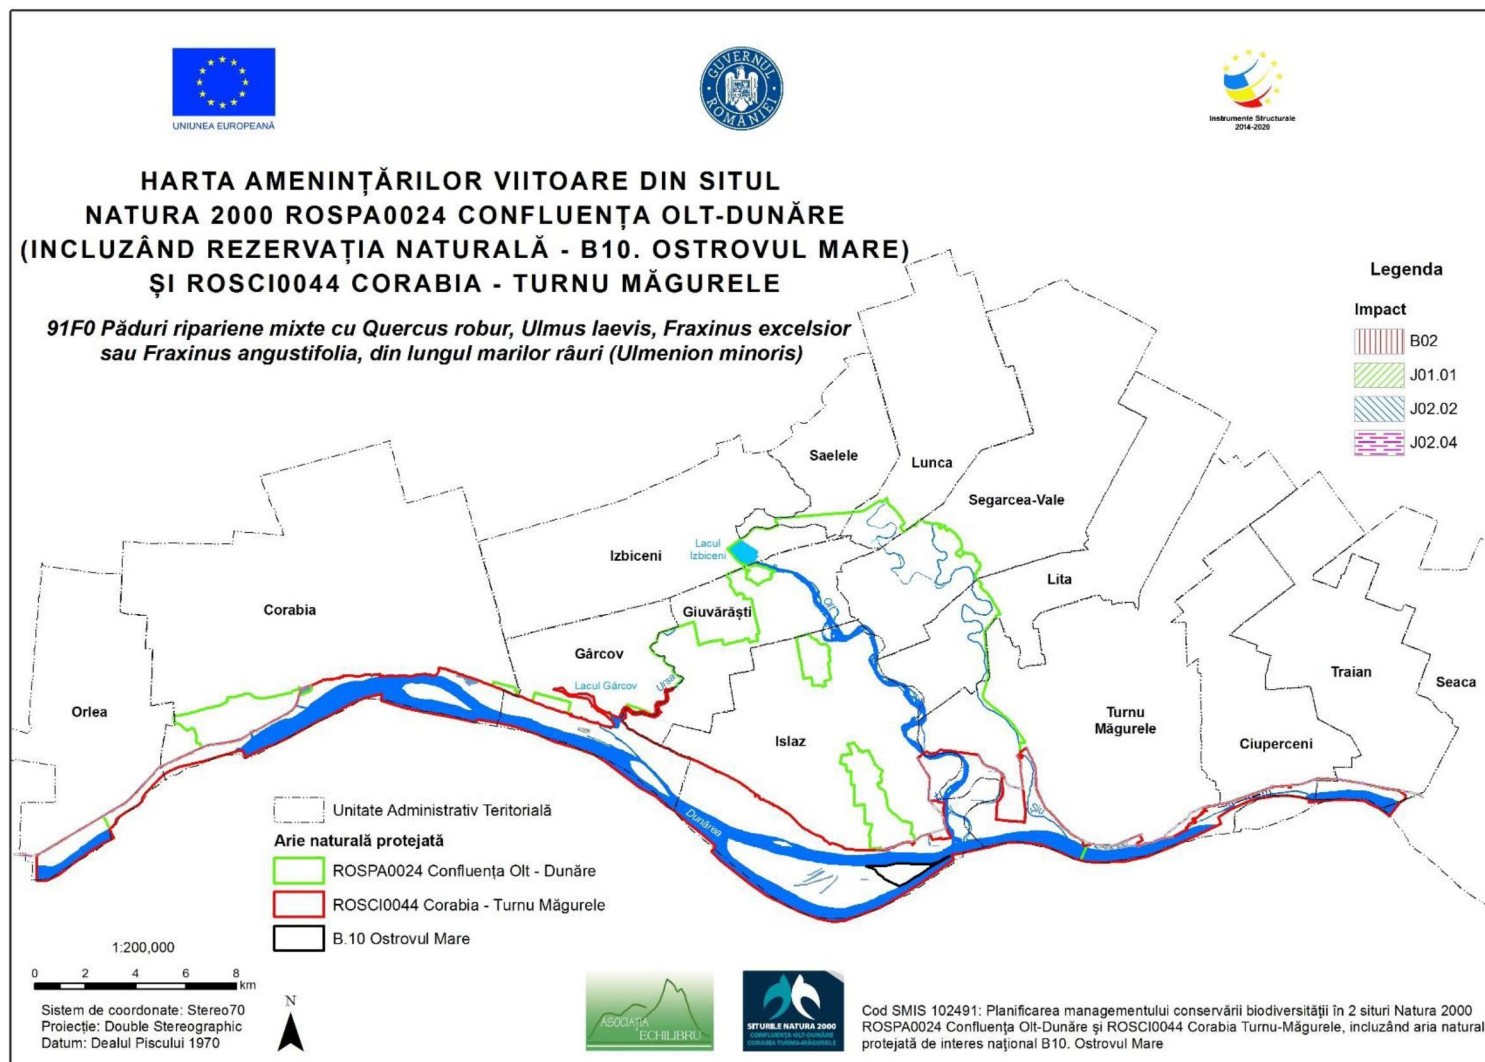 UNIUNEA EUROPEANĂ
GUVERNUL ROMÂNIEI
Instrumente Structurale
2014-2020
HARTA AMENINȚĂRILOR VIITOARE DIN SITUL
NATURA 2000 ROSPA0024 CONFLUENȚA OLT-DUNĂRE
(INCLUZÂND REZERVAȚIA NATURALĂ - B10. OSTROVUL MARE)
ȘI ROSCI0044 CORABIA - TURNU MĂGURELE
91F0 Păduri ripariene mixte cu Quercus robur, Ulmus laevis, Fraxinus excelsior
sau Fraxinus angustifolia, din lungul marilor râuri (Ulmenion minoris)
Legenda
Impact
B02
J01.01
J02.02
J02.04
Saelele
Lunca
Segarcea-Vale
Lacul
Izbiceni
Izbiceni
Lita
Corabia
Giuvărăști
Olt
Gârcov
Traian
Lacul Gârcov
Ursa
Seaca
Orlea
Turnu
Măgurele
Islaz
Ciuperceni
Siu
Dunărea
Unitate Administrativ Teritorială
Arie naturală protejată
ROSPA0024 Confluența Olt - Dunăre
ROSCI0044 Corabia - Turnu Măgurele
B.10 Ostrovul Mare
1:200,000
0 2 4 6 8
km
Sistem de coordonate: Stereo70
Proiecție: Double Stereographic
Datum: Dealul Piscului 1970
N
ASOCIAȚIA
ECHILIBRU
SITURILE NATURA 2000
CONFLUENȚA OLT-DUNĂRE
CORABIA TURNU-MĂGURELE
Cod SMIS 102491: Planificarea managementului conservării biodiversității în 2 situri Natura 2000
ROSPA0024 Confluența Olt-Dunăre și ROSCI0044 Corabia Turnu-Măgurele, incluzând aria natural
protejată de interes național B10. Ostrovul Mare